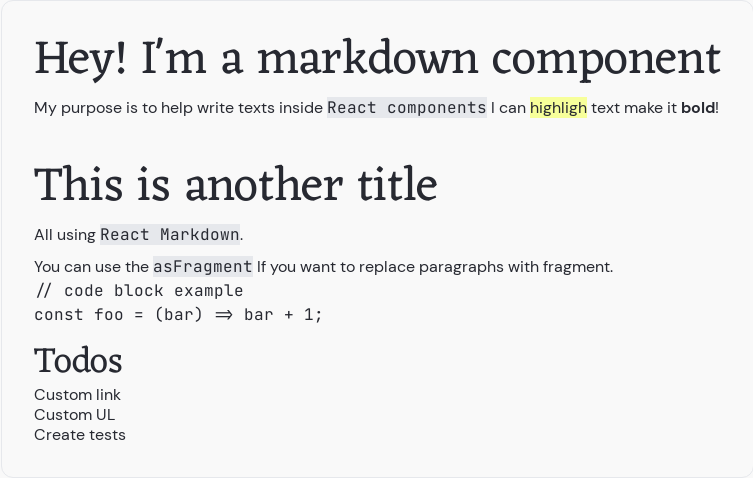 Hey! I'm a markdown component
My purpose is to help write texts inside React components I can highligh text make it bold!
This is another title
All using React Markdown.
You can use the asFragment If you want to replace paragraphs with fragment.
// code block example
const foo = (bar) => bar + 1;
Todos
Custom link
Custom UL
Create tests